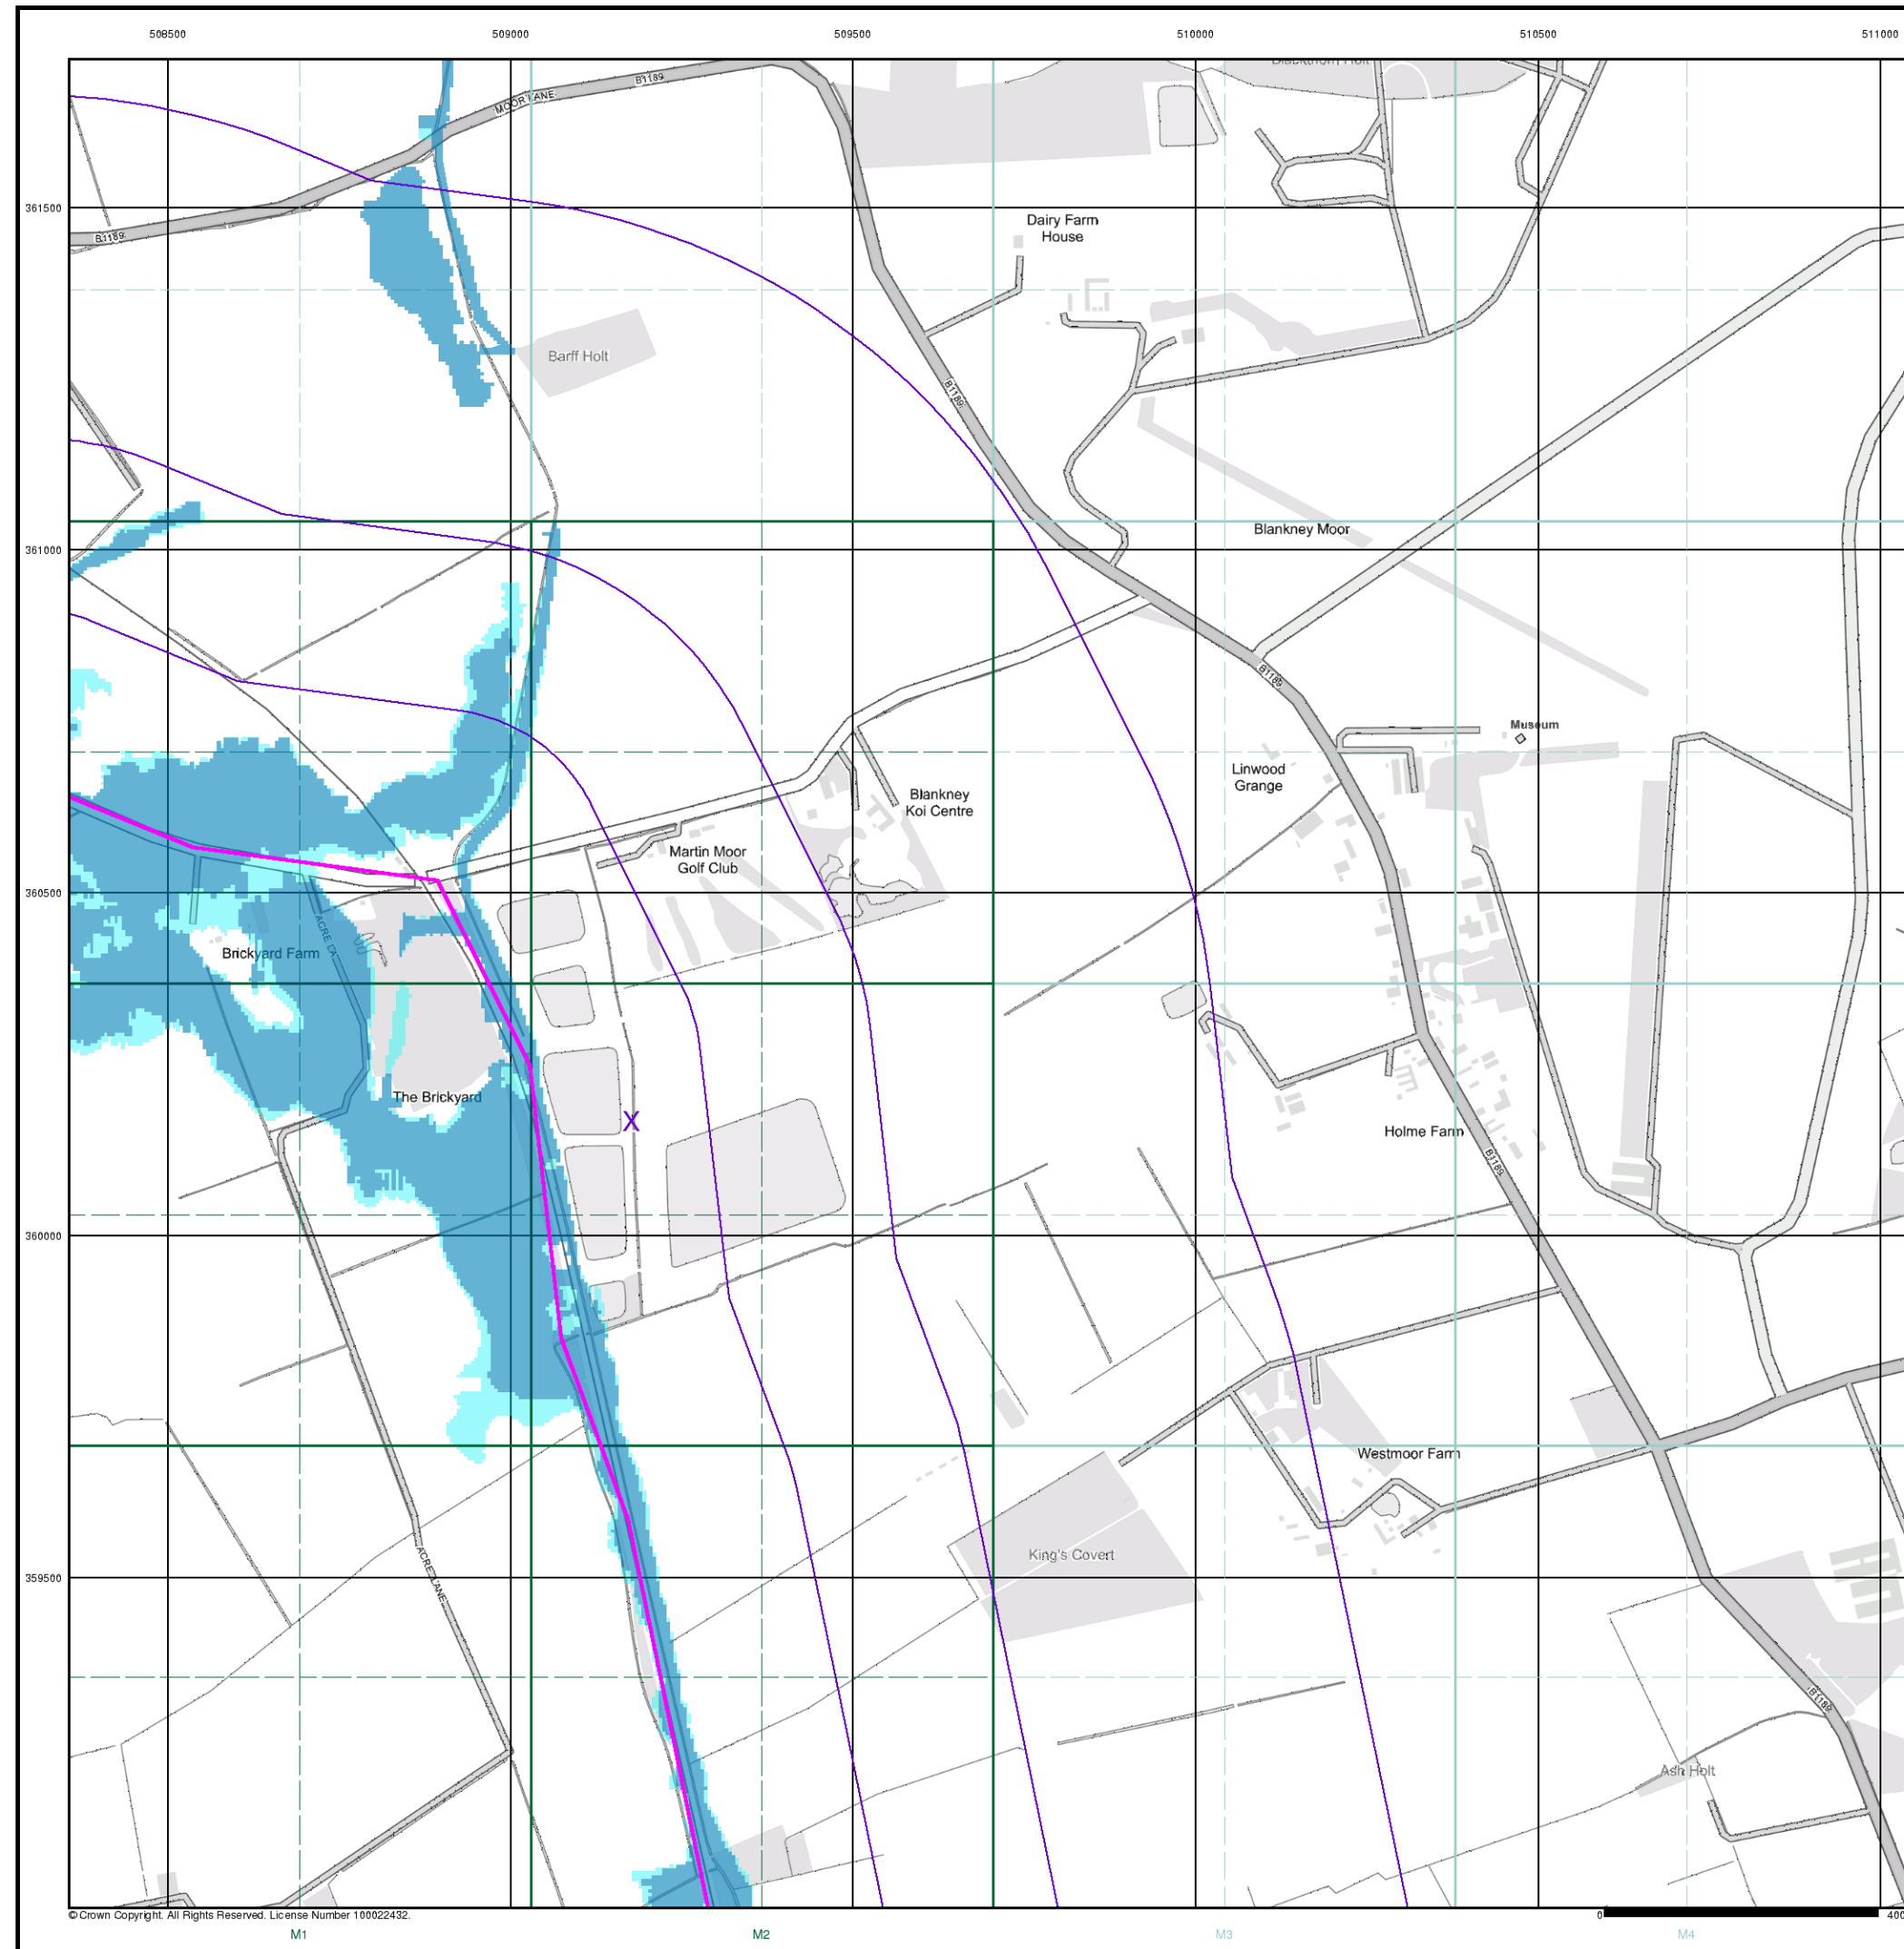 508500 509000 509500 510000 510500 511000
Blackthorn Holt
B1189
MOOR LANE
361500
Dairy Farm
House
B1189
Barff Holt
B1189
361000
Blankney Moor
B1189
Museum
Linwood
Grange
Blankney
Koi Centre
Martin Moor
Golf Club
360500
ACRE LA
Brickyard Farm
The Brickyard
X
Holme Farm
B1189
360000
Westmoor Farm
King's Covert
359500
ACRE LANE
B1189
Ash Holt
© Crown Copyright. All Rights Reserved. License Number 100022432.
0 400
M1 M2 M3 M4